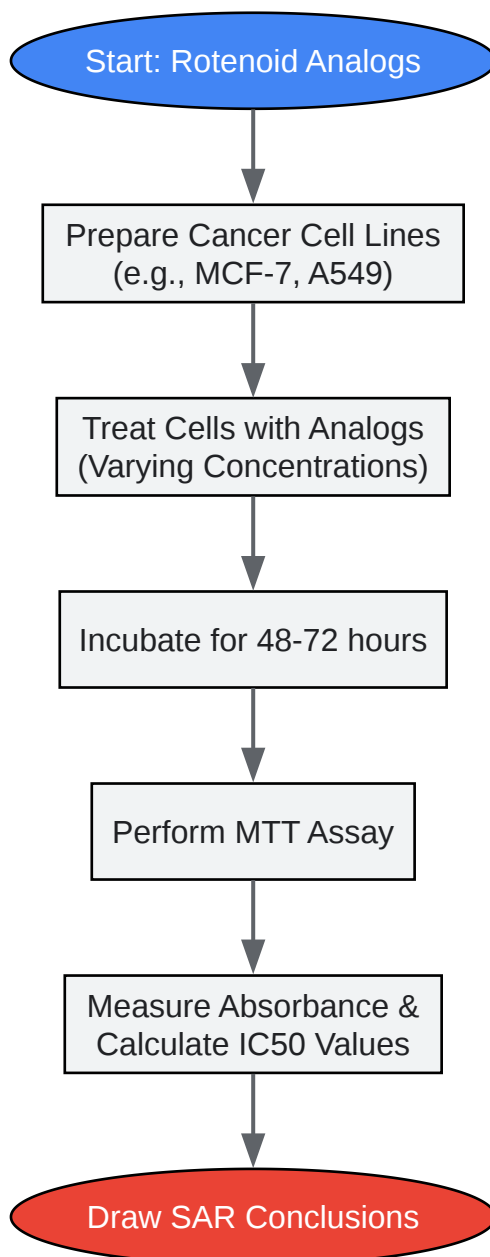 Start: Rotenoid Analogs
Prepare Cancer Cell Lines
(e.g., MCF-7, A549)
Treat Cells with Analogs
(Varying Concentrations)
Incubate for 48-72 hours
Perform MTT Assay
Measure Absorbance &
Calculate IC50 Values
Draw SAR Conclusions